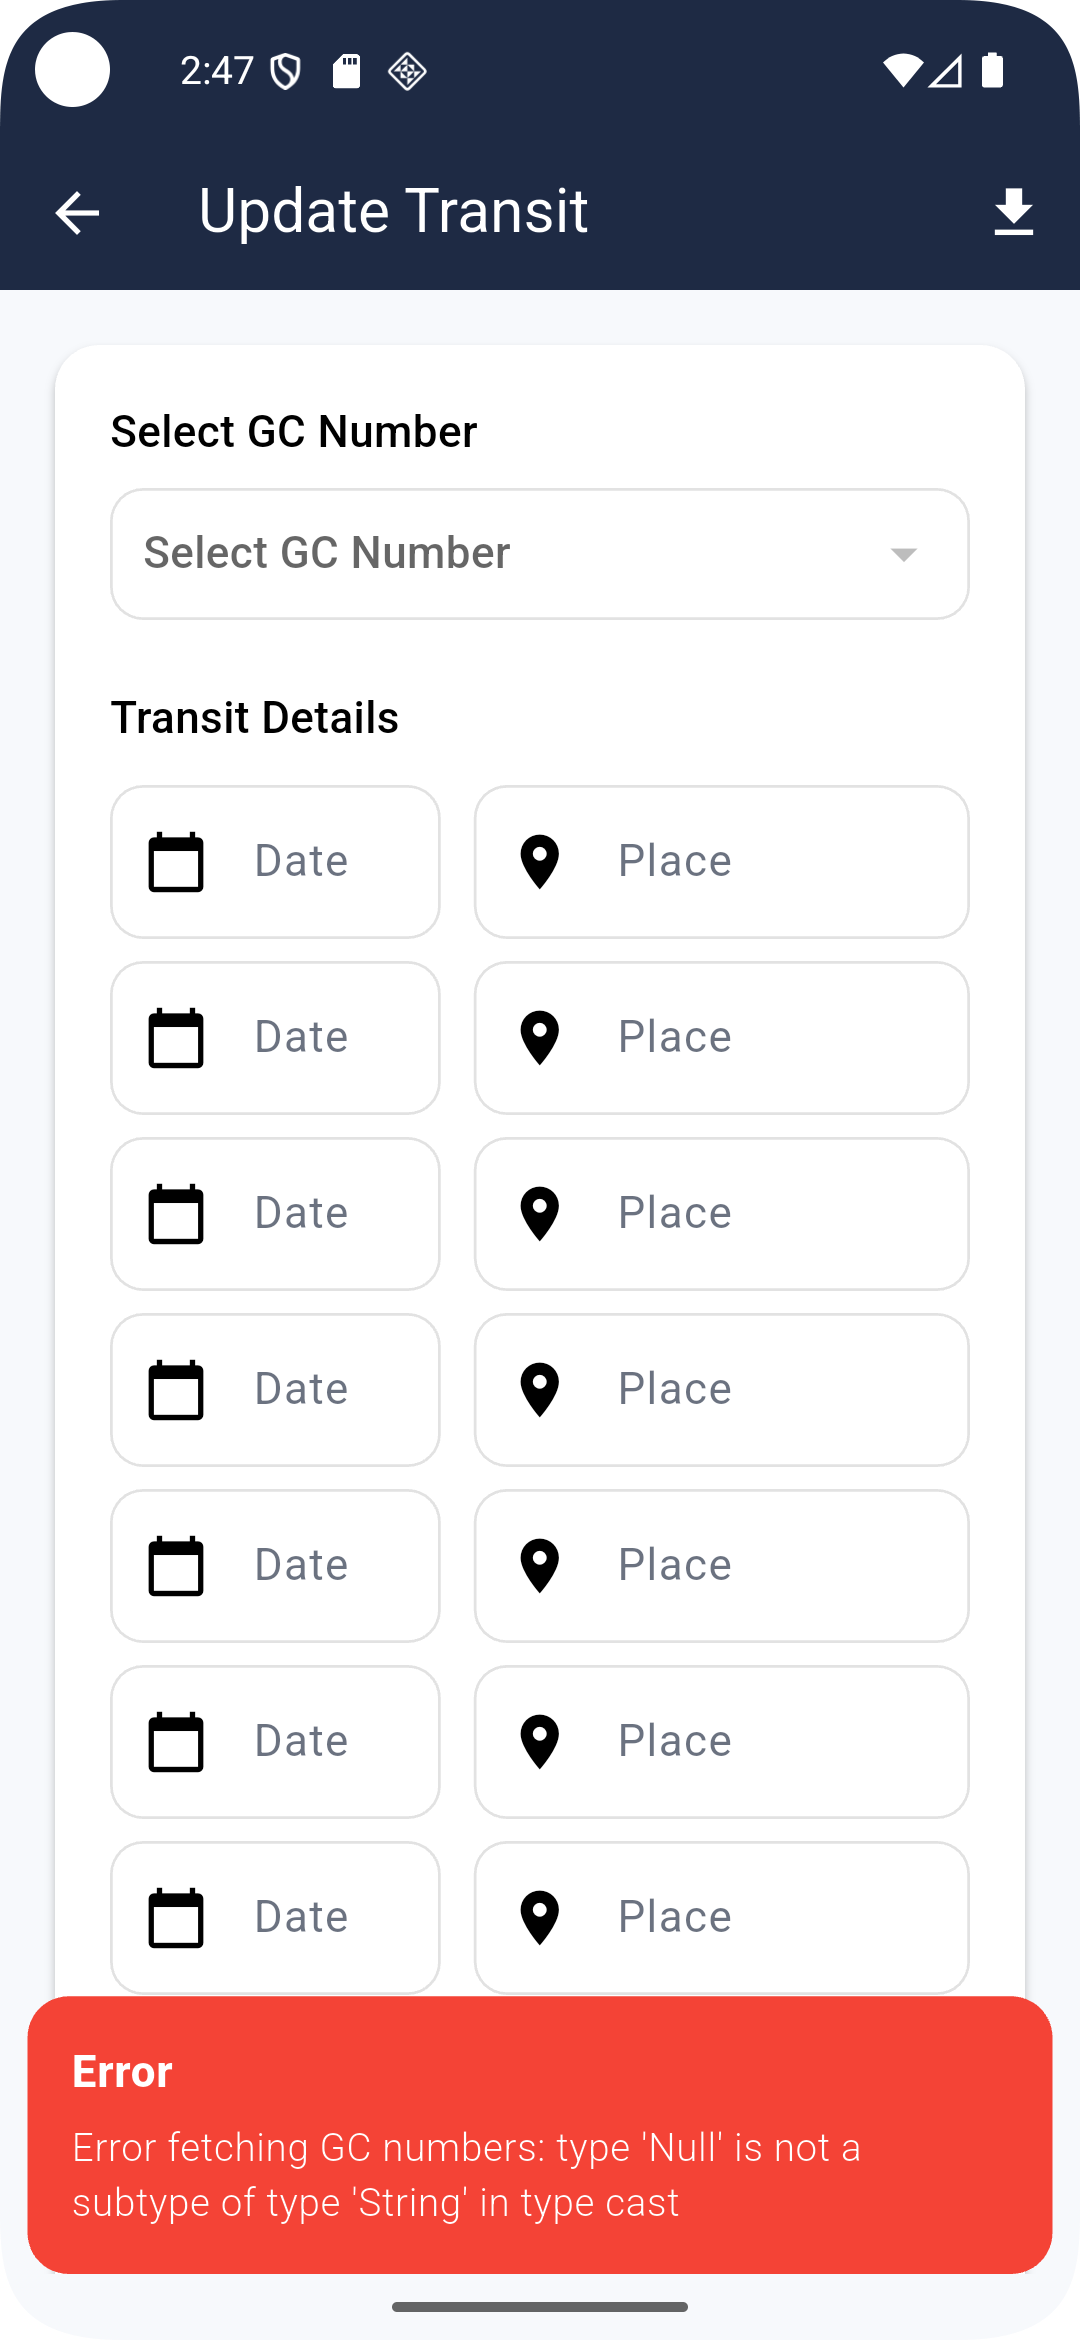 2:47
Update Transit
Select GC Number
Select GC Number
Transit Details
Date Place
Date Place
Date Place
Date Place
Date Place
Date Place
Date Place
Error
Error fetching GC numbers: type 'Null' is not a
subtype of type 'String' in type cast